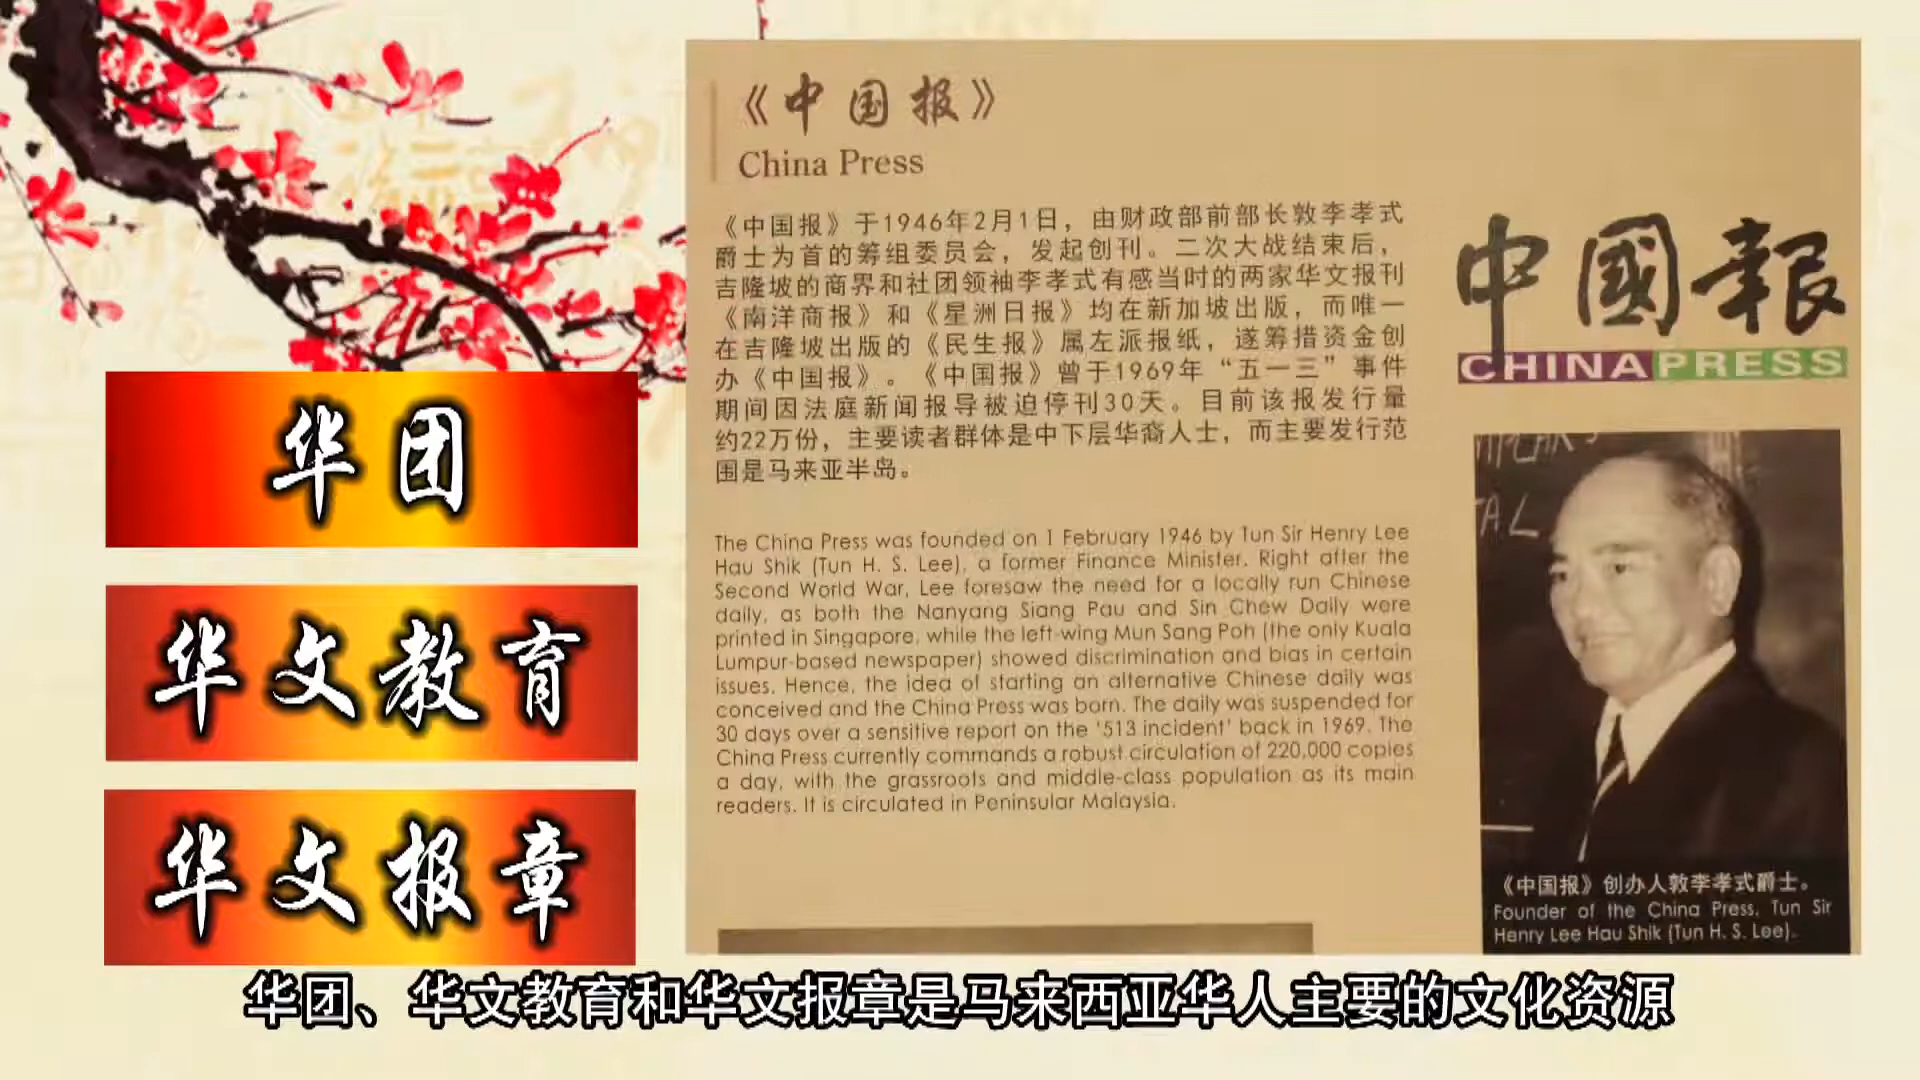 华团
华文教育
华文报章
《中国报》
China Press
《中国报》于1946年2月1日，由财政部前部长敦李孝式
爵士为首的筹组委员会，发起创刊。二次大战结束后，
吉隆坡的商界和社团领袖李孝式有感当时的两家华文报刊
《南洋商报》和《星洲日报》均在新加坡出版，而唯一
在吉隆坡出版的《民生报》属左派报纸，遂筹措资金创
办《中国报》。《中国报》曾于1969年“五一三”事件
期间因法庭新闻报导被迫停刊30天。目前该报发行量
约22万份，主要读者群体是中下层华裔人士，而主要发行范
围是马来亚半岛。
The China Press was founded on 1 February 1946 by Tun Sir Henry Lee
Hau Shik (Tun H. S. Lee), a former Finance Minister. Right after the
Second World War, Lee foresaw the need for a locally run Chinese
daily, as both the Nanyang Siang Pau and Sin Chew Daily were
printed in Singapore, while the left-wing Mun Sang Poh (the only Kuala
Lumpur-based newspaper) showed discrimination and bias in certain
issues. Hence, the idea of starting an alternative Chinese daily was
conceived and the China Press was born. The daily was suspended for
30 days over a sensitive report on the ‘513 incident’ back in 1969. The
China Press currently commands a robust circulation of 220,000 copies
a day, with the grassroots and middle-class population as its main
readers. It is circulated in Peninsular Malaysia.
中國報
CHINA PRESS
《中国报》创办人敦李孝式爵士。
Founder of the China Press, Tun Sir
Henry Lee Hau Shik (Tun H. S. Lee).
华团、华文教育和华文报章是马来西亚华人主要的文化资源